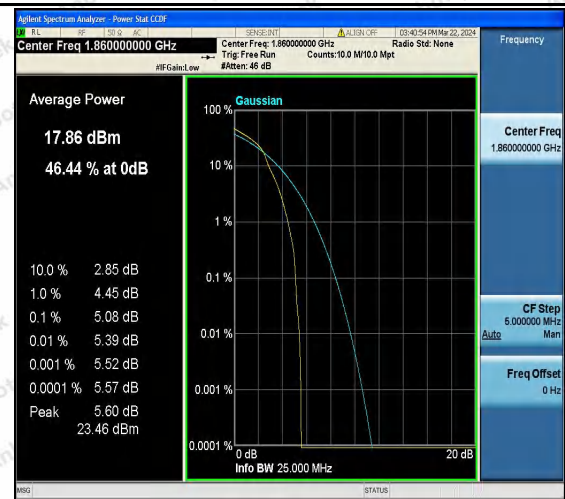 Agilent Spectrum Analyzer - Power Stat CCDF
RL RF 50 Ω AC SENSE:INT ALIGN OFF 03:40:54 PM Mar 22, 2024
Center Freq 1.860000000 GHz
Center Freq: 1.860000000 GHz Radio Std: None
Trig: Free Run Counts:10.0 M/10.0 Mpt
#IFGain:Low #Atten: 46 dB
Frequency
Average Power
17.86 dBm
46.44 % at 0dB
10.0 % 2.85 dB
1.0 % 4.45 dB
0.1 % 5.08 dB
0.01 % 5.39 dB
0.001 % 5.52 dB
0.0001 % 5.57 dB
Peak 5.60 dB
23.46 dBm
Gaussian
100 %
10 %
1 %
0.1 %
0.01 %
0.001 %
0.0001 %
0 dB 20 dB
Info BW 25.000 MHz
Center Freq
1.860000000 GHz
CF Step
5.000000 MHz
Auto Man
Freq Offset
0 Hz
MSG STATUS